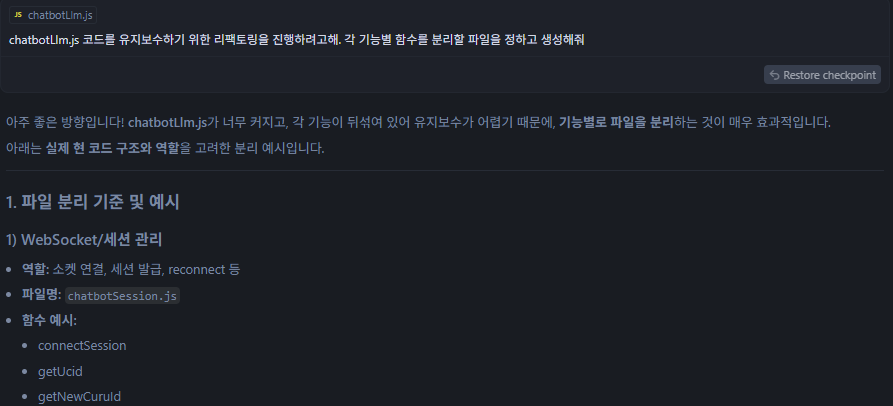 JS chatbotLlm.js
chatbotLlm.js 코드를 유지보수하기 위한 리팩토링을 진행하려고해. 각 기능별 함수를 분리할 파일을 정하고 생성해줘
Restore checkpoint
아주 좋은 방향입니다! chatbotLlm.js가 너무 커지고, 각 기능이 뒤섞여 있어 유지보수가 어렵기 때문에, 기능별로 파일을 분리하는 것이 매우 효과적입니다.
아래는 실제 현 코드 구조와 역할을 고려한 분리 예시입니다.
1. 파일 분리 기준 및 예시
1) WebSocket/세션 관리
• 역할: 소켓 연결, 세션 발급, reconnect 등
• 파일명: chatbotSession.js
• 함수 예시:
• connectSession
• getUcid
• getNewCuruId